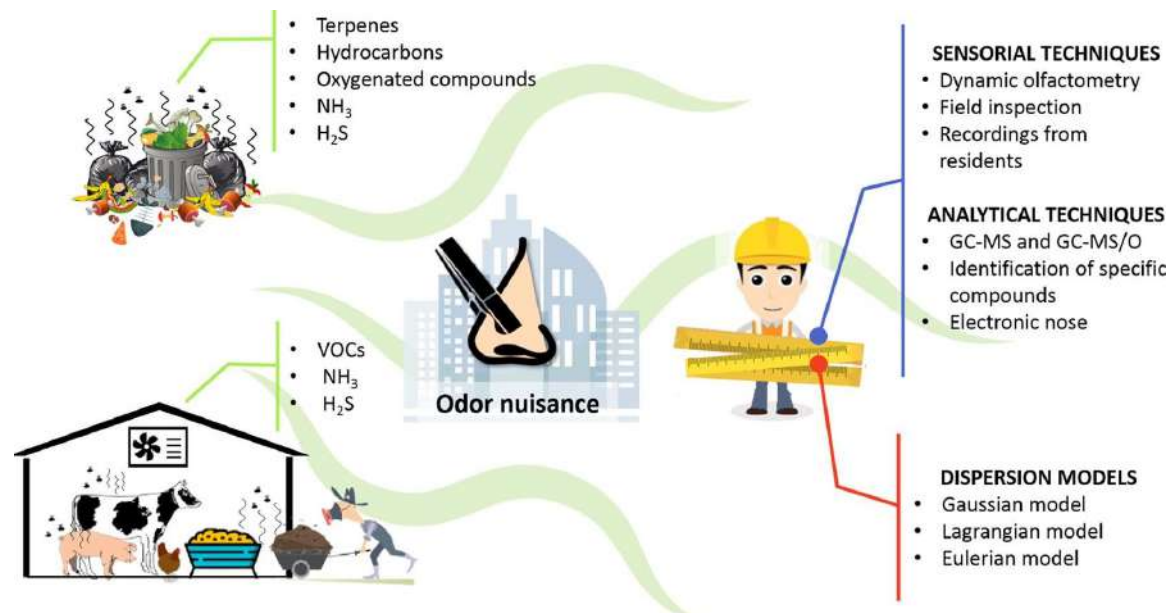 • Terpenes
• Hydrocarbons
• Oxygenated compounds
• NH₃
• H₂S
• VOCs
• NH₃
• H₂S
Odor nuisance
SENSORIAL TECHNIQUES
• Dynamic olfactometry
• Field inspection
• Recordings from
residents
ANALYTICAL TECHNIQUES
• GC-MS and GC-MS/O
• Identification of specific
compounds
• Electronic nose
DISPERSION MODELS
• Gaussian model
• Lagrangian model
• Eulerian model